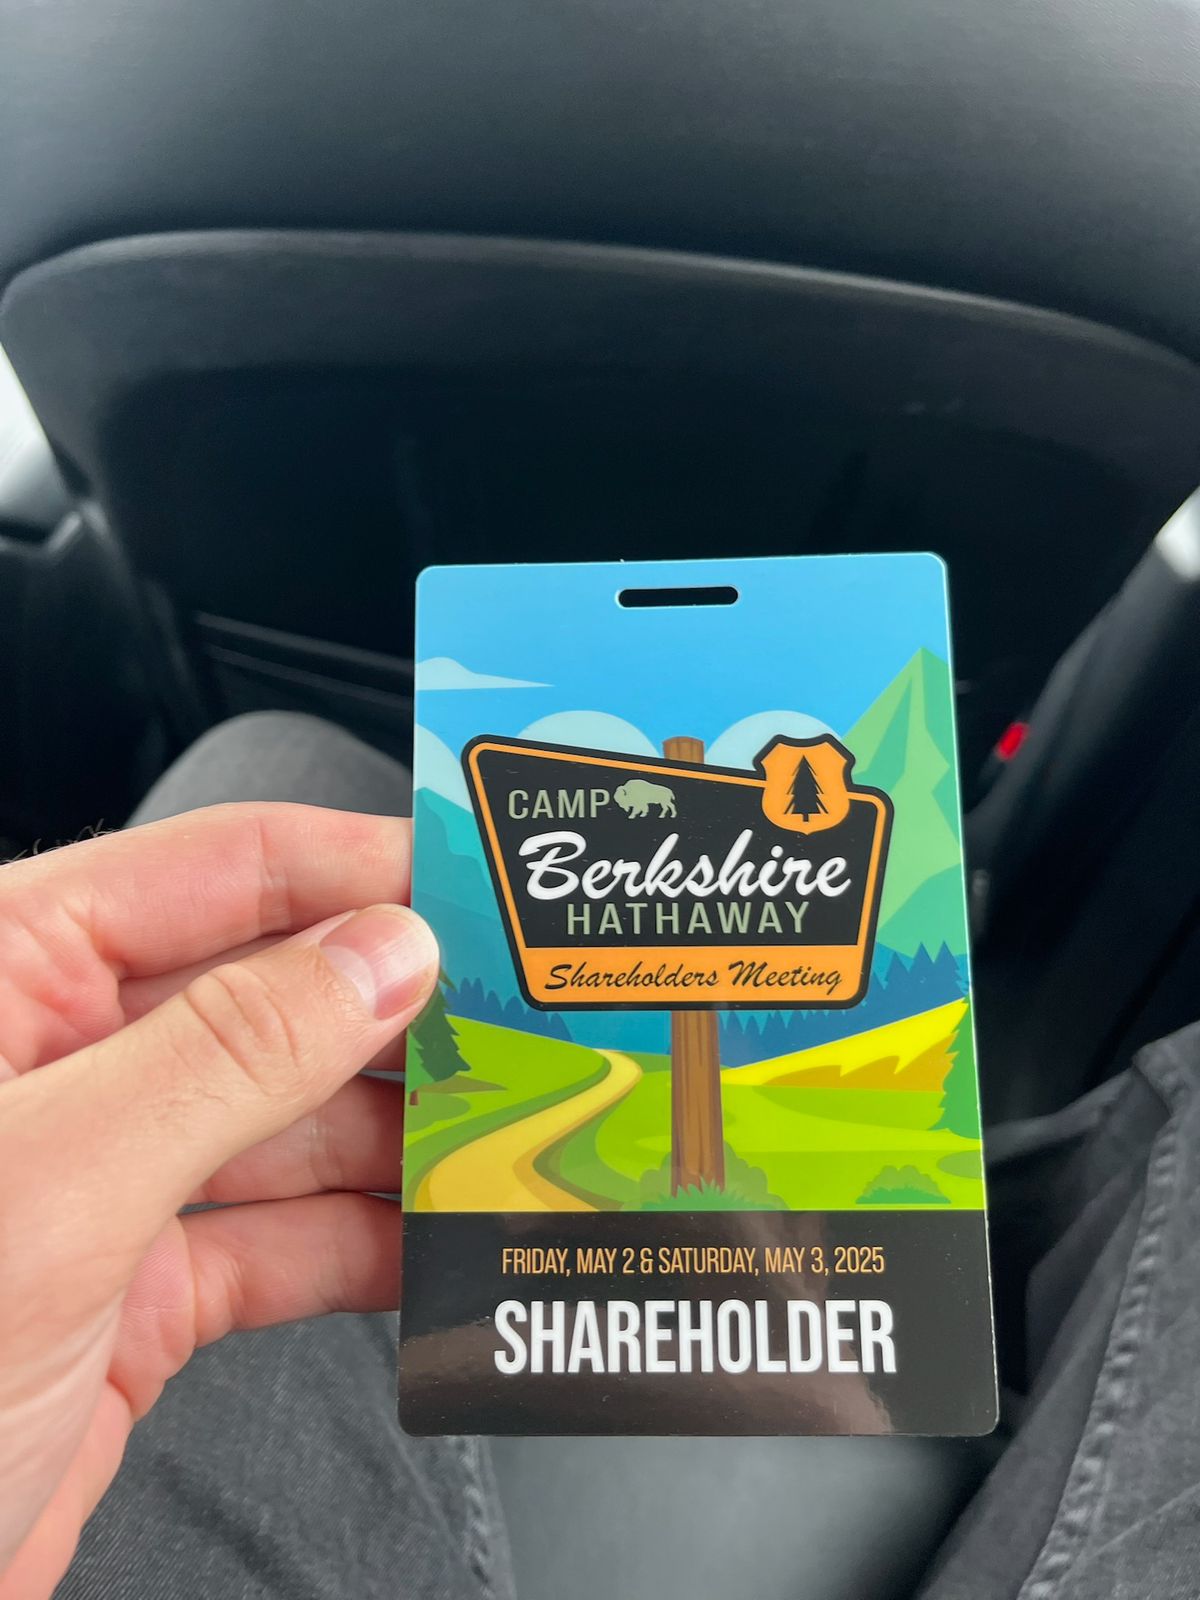 CAMP
Berkshire
HATHAWAY
Shareholders Meeting
FRIDAY, MAY 2 & SATURDAY, MAY 3, 2025
SHAREHOLDER